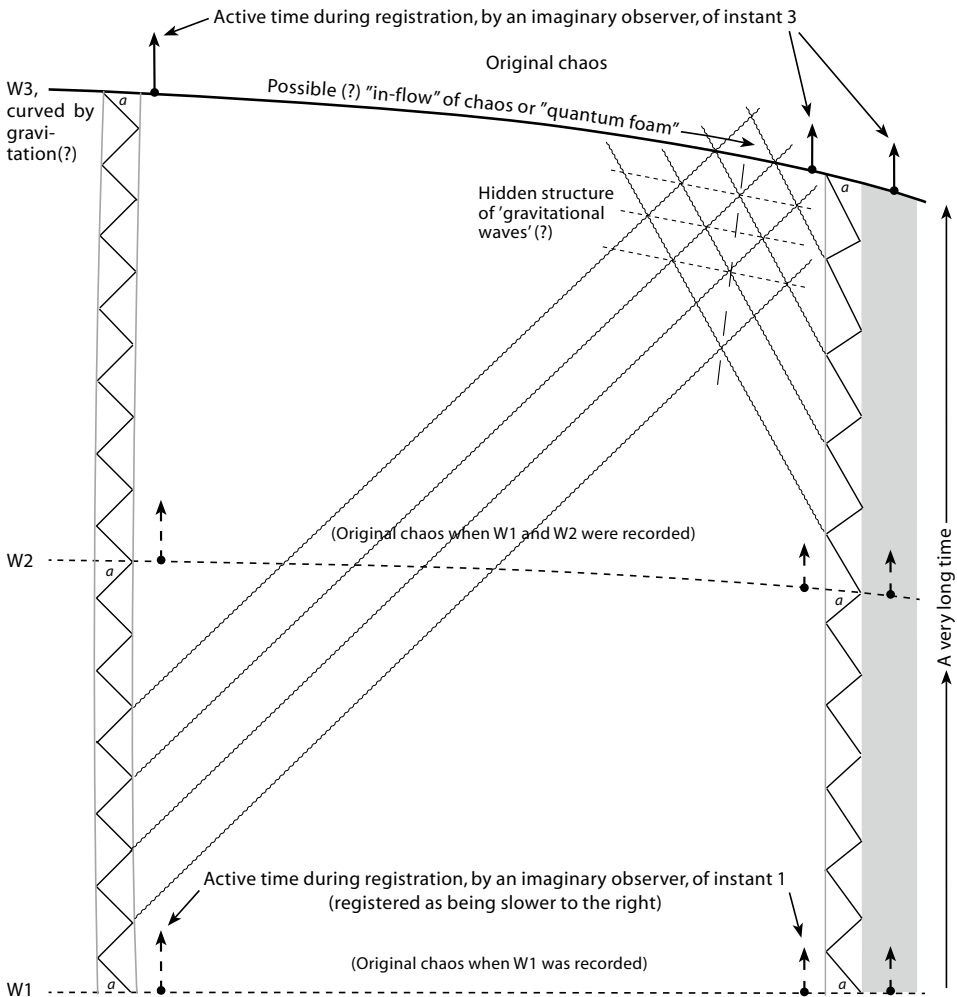 Active time during registration, by an imaginary observer, of instant 3
Original chaos
W3,
curved by
gravi-
tation(?)
a
Possible (?) ”in-flow” of chaos or ”quantum foam”
a
Hidden structure
of ’gravitational
waves’ (?)
(Original chaos when W1 and W2 were recorded)
W2
a
a
A very long time
Active time during registration, by an imaginary observer, of instant 1
(registered as being slower to the right)
(Original chaos when W1 was recorded)
W1
a
a